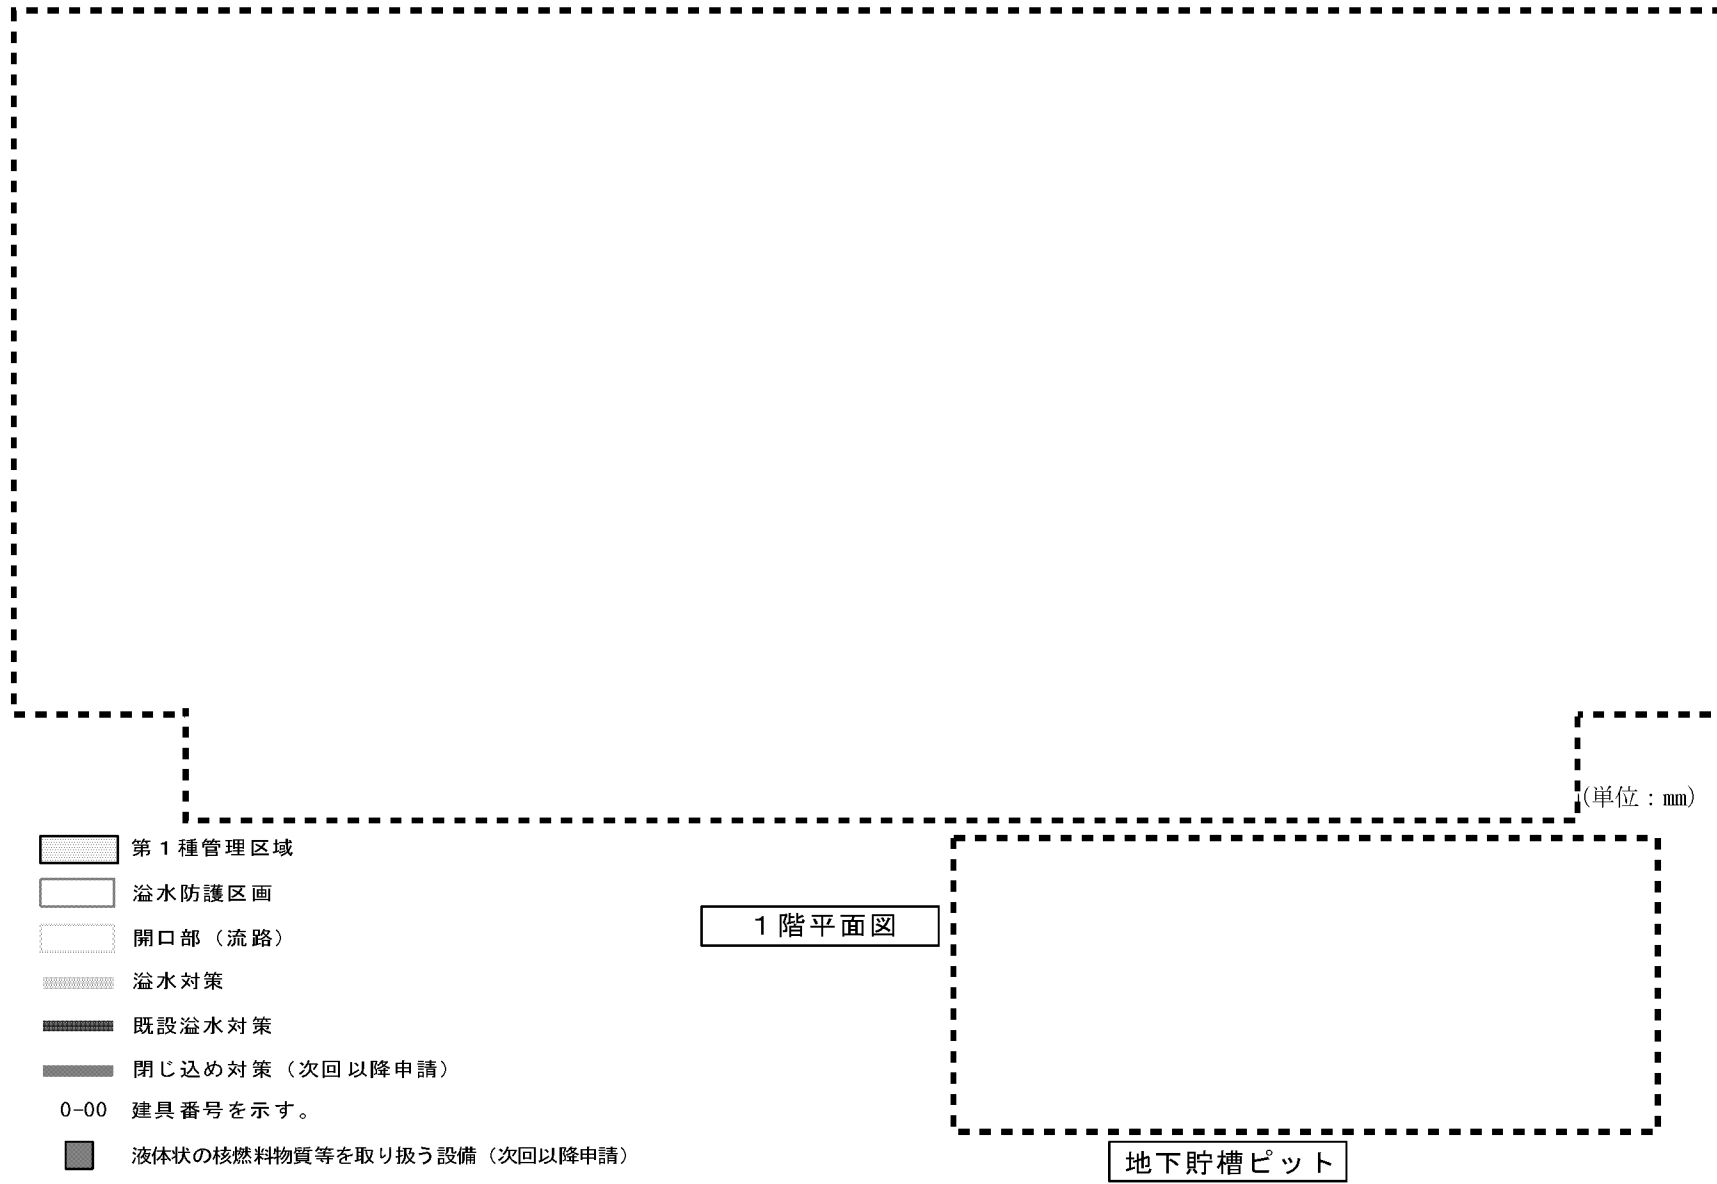 (単位：㎜)
第1種管理区域
溢水防護区画
開口部（流路）
溢水対策
既設溢水対策
閉じ込め対策（次回以降申請）
0-00 建具番号を示す。
液体状の核燃料物質等を取り扱う設備（次回以降申請）
1階平面図
地下貯槽ピット